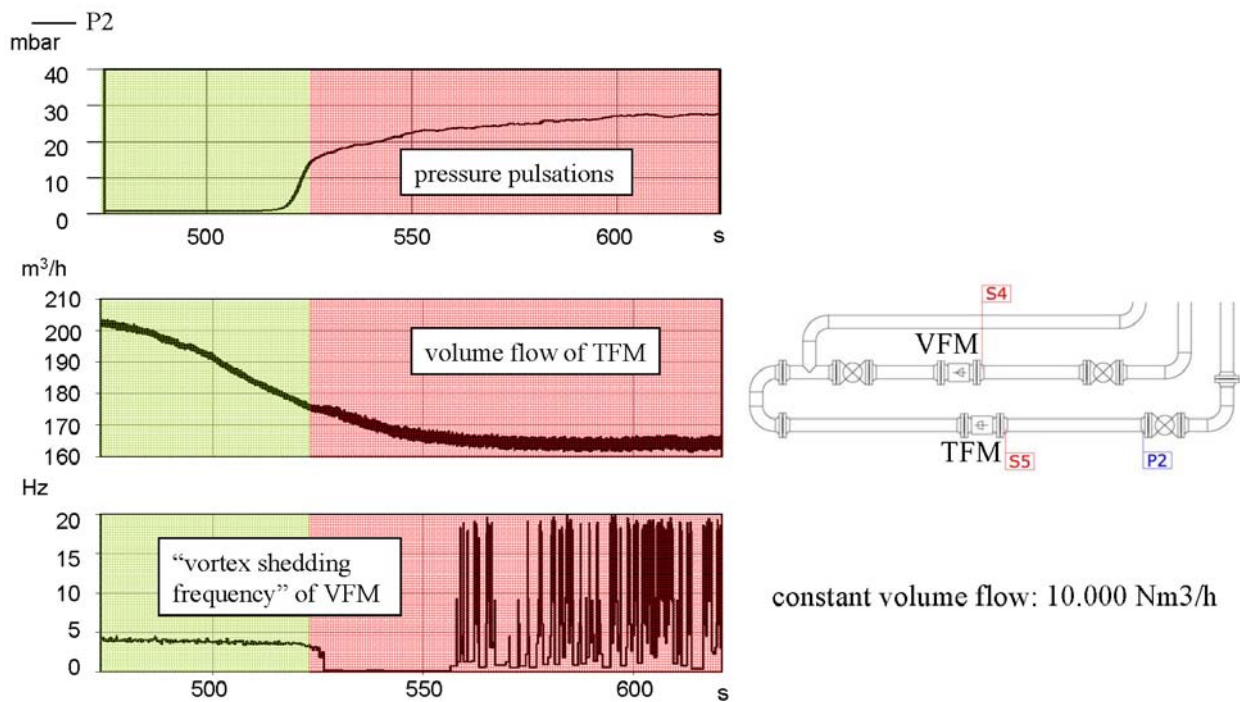 P2
mbar
40
30
20
10
0
pressure pulsations
500 550 600 s
m³/h
210
200
190
180
170
160
volume flow of TFM
Hz
20
15
10
5
0
“vortex shedding
frequency” of VFM
500 550 600 s
S4
VFM
TFM
S5
P2
constant volume flow: 10.000 Nm3/h